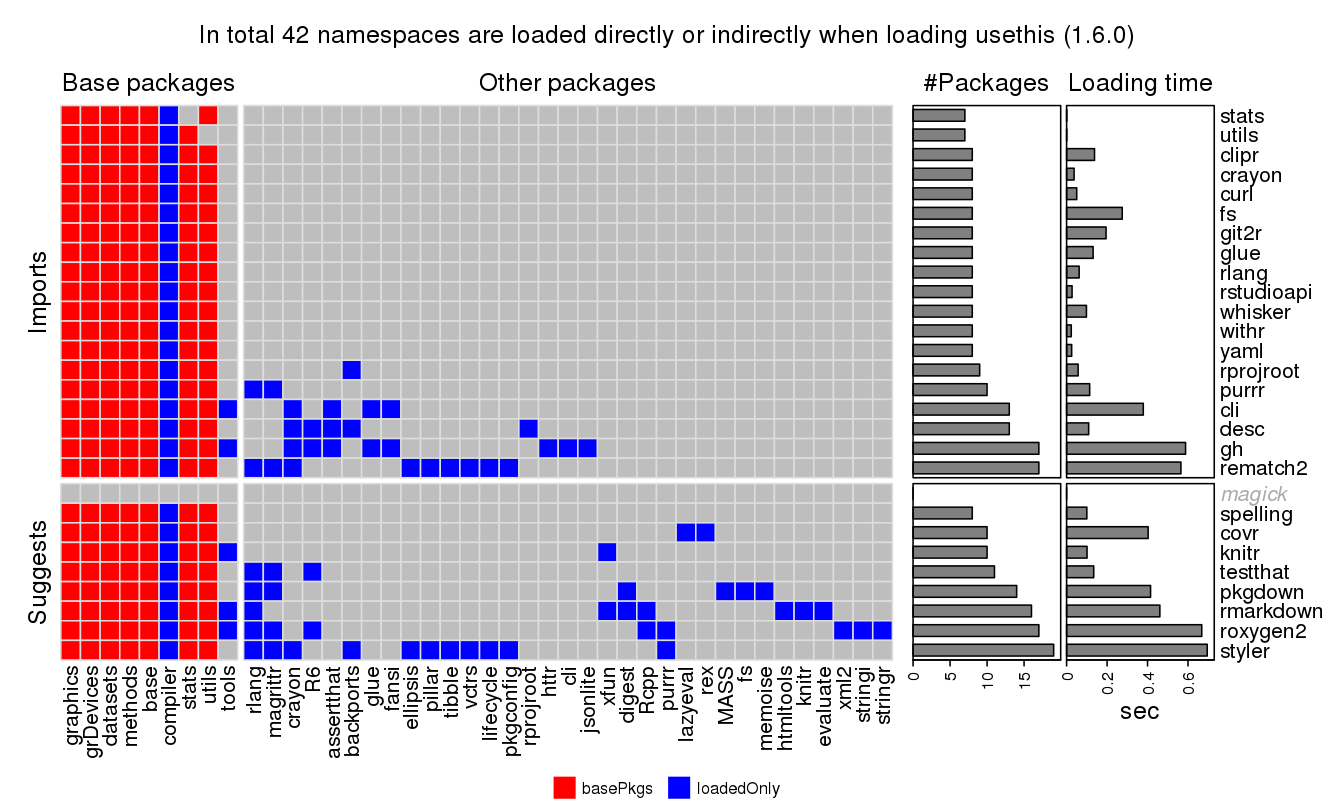 In total 42 namespaces are loaded directly or indirectly when loading usethis (1.6.0)
Base packages
Other packages
#Packages
Loading time
Imports
stats
utils
clipr
crayon
curl
fs
git2r
glue
rlang
rstudioapi
whisker
withr
yaml
rprojroot
purrr
cli
desc
gh
rematch2
Suggests
magick
spelling
covr
knitr
testthat
pkgdown
rmarkdown
roxygen2
styler
graphics
grDevices
datasets
methods
base
compiler
stats
utils
tools
rlang
magrittr
crayon
R6
assertthat
backports
glue
fansi
ellipsis
pillar
tibble
vctrs
lifecycle
pkgconfig
rprojroot
httr
cli
jsonlite
xfun
digest
Rcpp
purrr
lazyeval
rex
MASS
fs
memoise
htmltools
knitr
evaluate
xml2
stringi
stringr
0 5 10 15
0 0.2 0.4 0.6
sec
basePkgs
loadedOnly